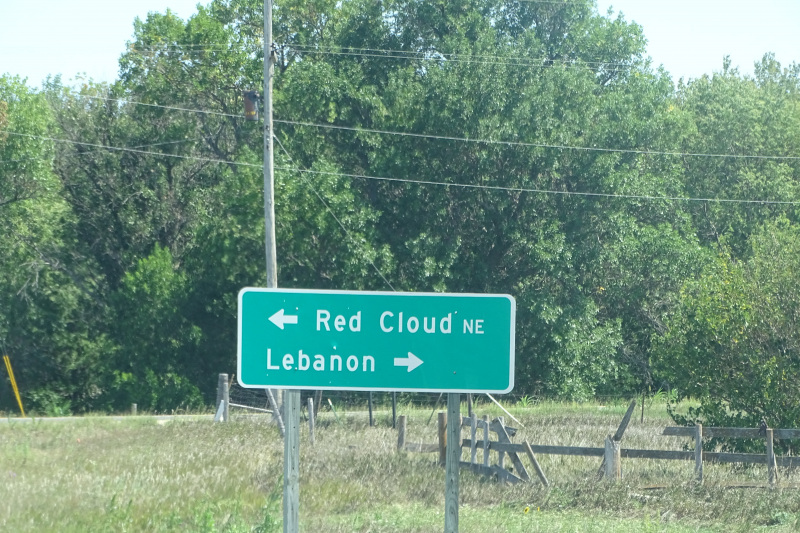 ← Red Cloud NE
Lebanon →